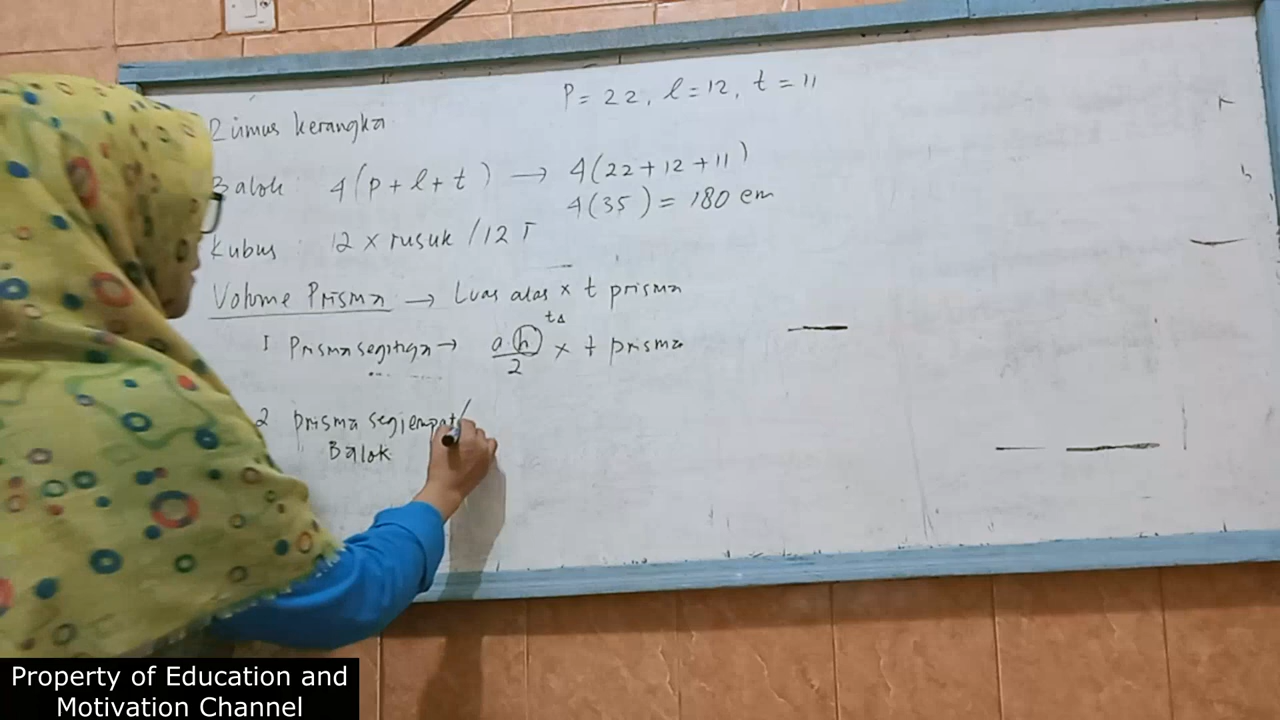 P = 22, l = 12, t = 11
Rumus kerangka
Balok 4(p + l + t) → 4(22 + 12 + 11)
4(35) = 180 cm
Kubus 12 x rusuk / 12 r
Volume Prisma → Luas alas x t prisma
1 Prisma segitiga → a.h/2 x t prisma
t∆
2 prisma segiempat/
Balok
Property of Education and
Motivation Channel